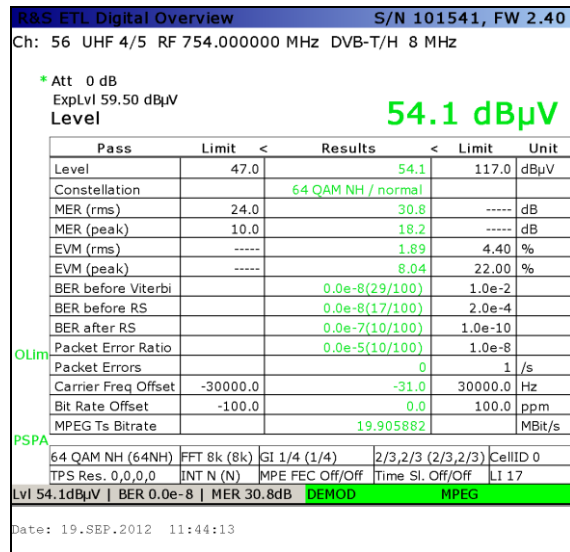 R&S ETL Digital Overview S/N 101541, FW 2.40
Ch: 56 UHF 4/5 RF 754.000000 MHz DVB-T/H 8 MHz
* Att 0 dB
ExpLvl 59.50 dBµV
Level 54.1 dBµV
Pass Limit < Results < Limit Unit
Level 47.0 54.1 117.0 dBµV
Constellation 64 QAM NH / normal
MER (rms) 24.0 30.8 ----- dB
MER (peak) 10.0 18.2 ----- dB
EVM (rms) ----- 1.89 4.40 %
EVM (peak) ----- 8.04 22.00 %
BER before Viterbi 0.0e-8(29/100) 1.0e-2
BER before RS 0.0e-8(17/100) 2.0e-4
BER after RS 0.0e-7(10/100) 1.0e-10
Packet Error Ratio 0.0e-5(10/100) 1.0e-8
OLim
Packet Errors 0 1 /s
Carrier Freq Offset -30000.0 -31.0 30000.0 Hz
Bit Rate Offset -100.0 0.0 100.0 ppm
MPEG Ts Bitrate 19.905882 MBit/s
PSPA
64 QAM NH (64NH) FFT 8k (8k) GI 1/4 (1/4) 2/3,2/3 (2/3,2/3) CellID 0
TPS Res. 0,0,0,0 INT N (N) MPE FEC Off/Off Time Sl. Off/Off LI 17
Lvl 54.1dBµV | BER 0.0e-8 | MER 30.8dB DEMOD MPEG
Date: 19.SEP.2012 11:44:13